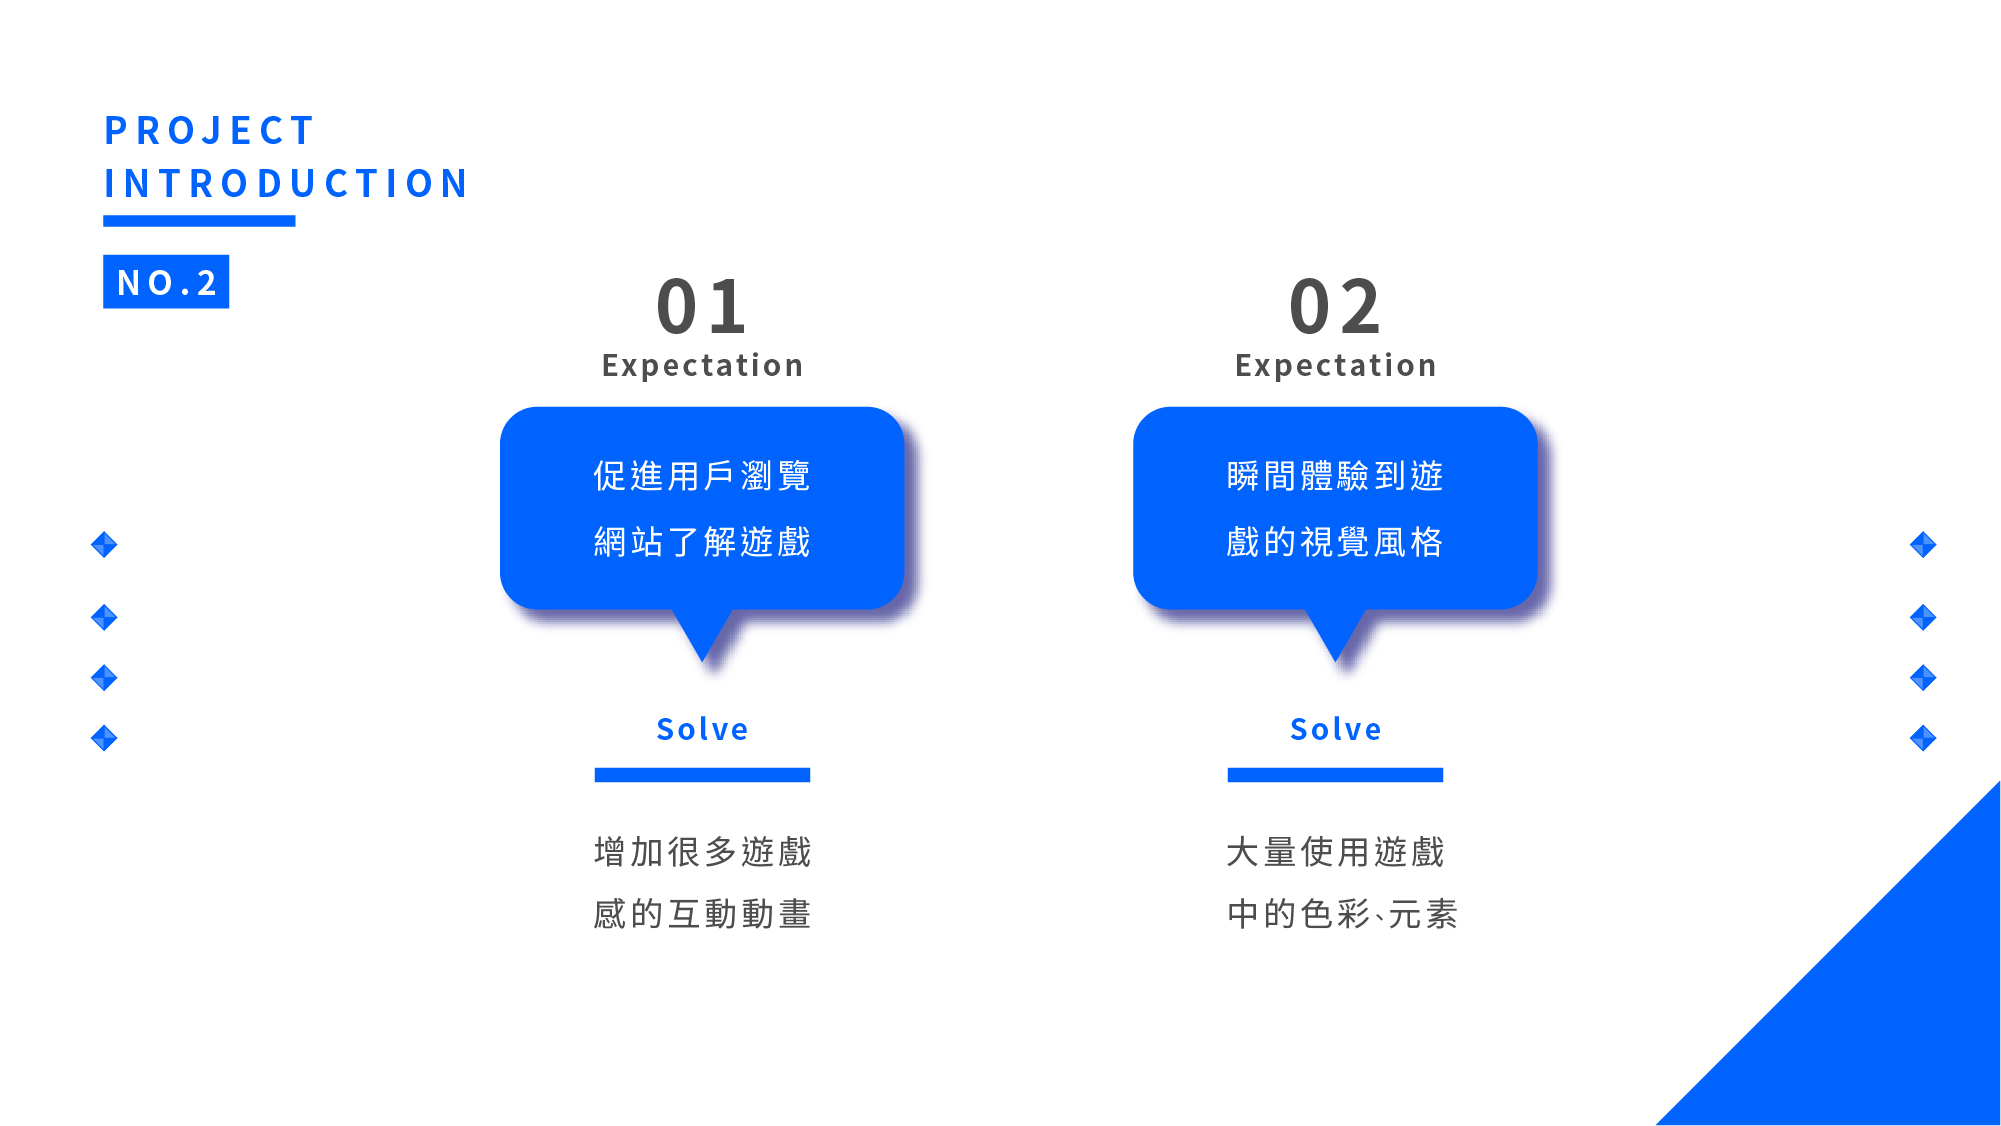 PROJECT
INTRODUCTION
NO.2
01
Expectation
促進用戶瀏覽
網站了解遊戲
Solve
增加很多遊戲
感的互動動畫
02
Expectation
瞬間體驗到遊
戲的視覺風格
Solve
大量使用遊戲
中的色彩、元素